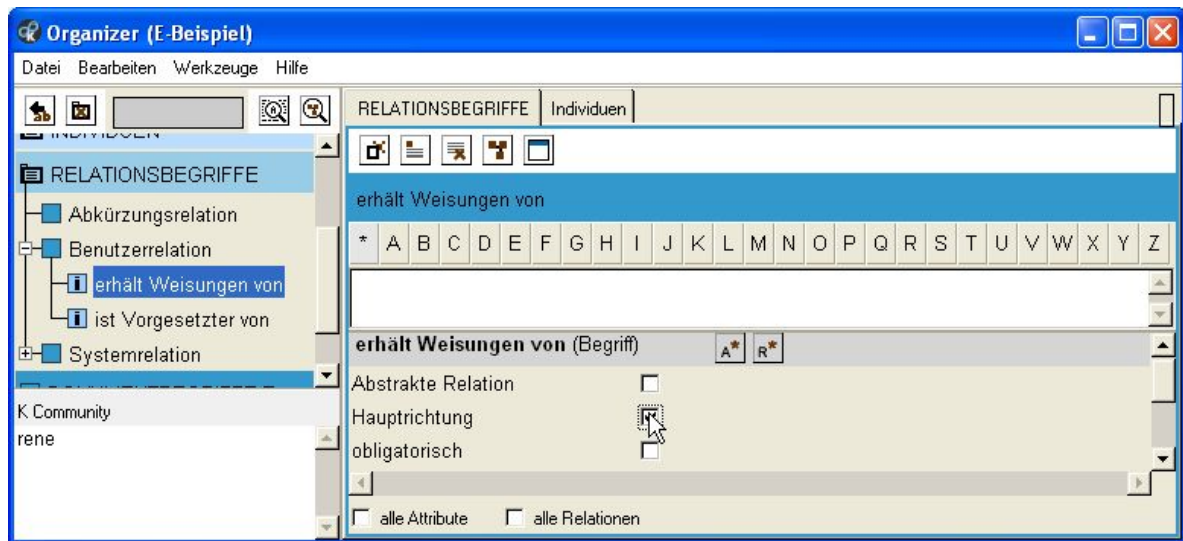 Organizer (E-Beispiel)
Datei Bearbeiten Werkzeuge Hilfe
INDIVIDUEN
RELATIONSBEGRIFFE
Abkürzungsrelation
Benutzerrelation
erhält Weisungen von
ist Vorgesetzter von
Systemrelation
K Community
rene
RELATIONSBEGRIFFE Individuen
erhält Weisungen von
* A B C D E F G H I J K L M N O P Q R S T U V W X Y Z
erhält Weisungen von (Begriff) A* R*
Abstrakte Relation
Hauptrichtung
obligatorisch
alle Attribute alle Relationen